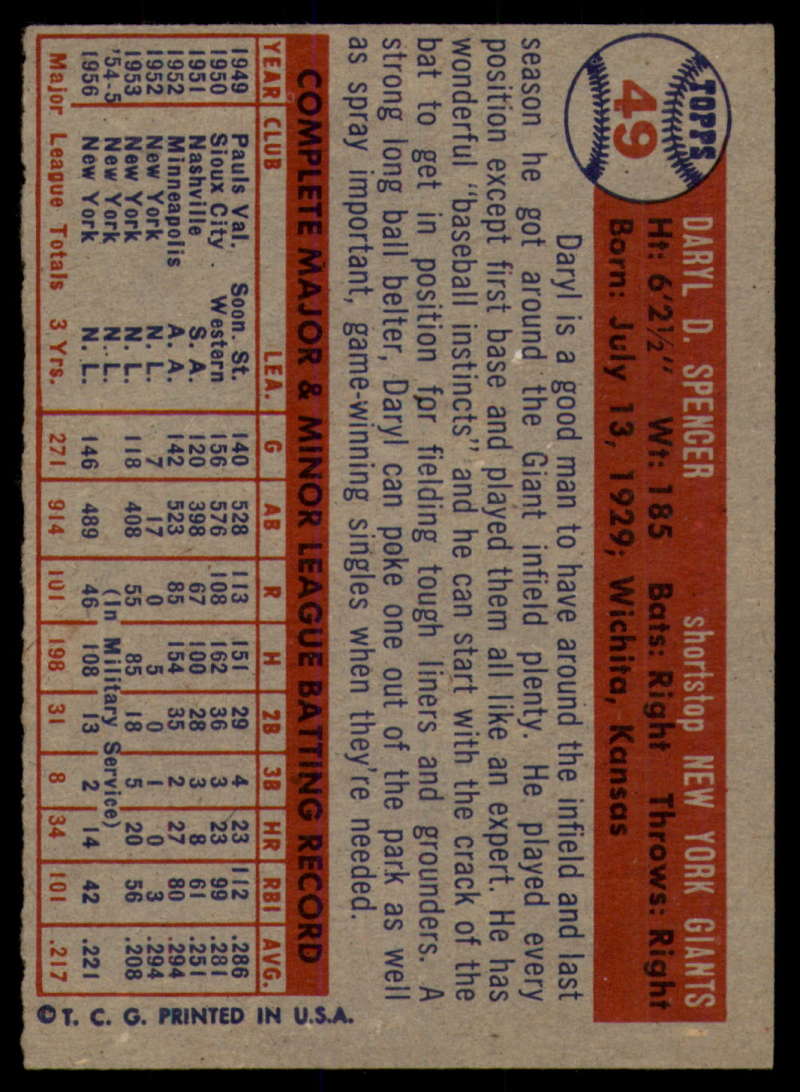 TOPPS
49
DARYL D. SPENCER shortstop NEW YORK GIANTS
Ht: 6'2½" Wt: 185 Bats: Right Throws: Right
Born: July 13, 1929; Wichita, Kansas
Daryl is a good man to have around the infield and last
season he got around the Giant infield plenty. He played every
position except first base and played them all like an expert. He has
wonderful "baseball instincts" and he can start with the crack of the
bat to get in position for fielding tough liners and grounders. A
strong long ball belter, Daryl can poke one out of the park as well
as spray important, game-winning singles when they're needed.
COMPLETE MAJOR & MINOR LEAGUE BATTING RECORD
YEAR CLUB LEA. G AB R H 2B 3B HR RBI AVG.
1949 Pauls Val. Soon. St. 140 528 113 151 29 4 23 112 .286
1950 Sioux City Western 156 576 108 162 36 3 23 99 .281
1951 Nashville S. A. 120 398 67 100 28 3 8 61 .251
1952 Minneapolis A. A. 142 523 85 154 35 2 27 80 .294
1952 New York N. L. 7 17 0 5 0 1 0 3 .294
1953 New York N. L. 118 408 55 85 18 5 20 56 .208
'54-5 New York N. L. (In Military Service)
1956 New York N. L. 146 489 46 108 13 2 14 42 .221
Major League Totals 3 Yrs. 271 914 101 198 31 8 34 101 .217
© T. C. G. PRINTED IN U.S.A.